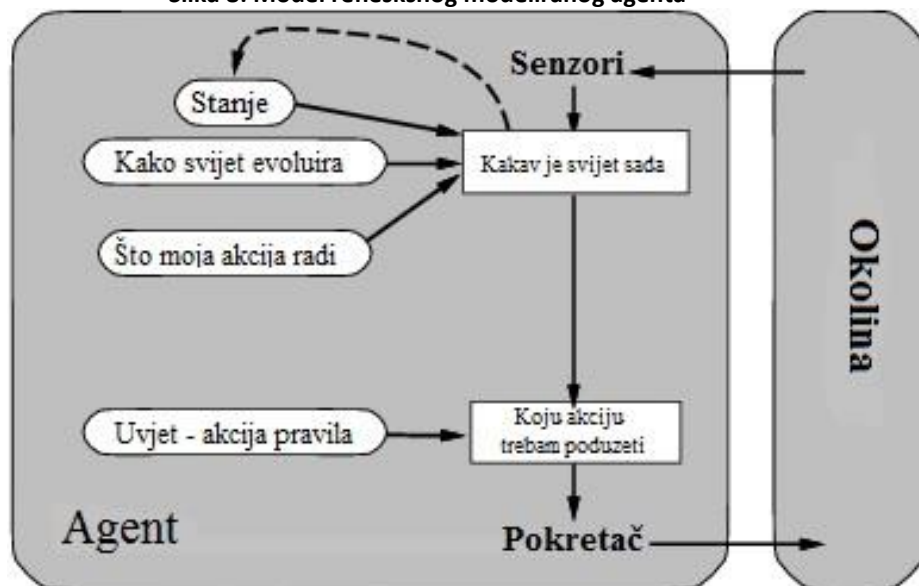 Senzori
Stanje
Kako svijet evoluira
Kakav je svijet sada
Što moja akcija radi
Okolina
Uvjet - akcija pravila
Koju akciju
trebam poduzeti
Agent
Pokretač